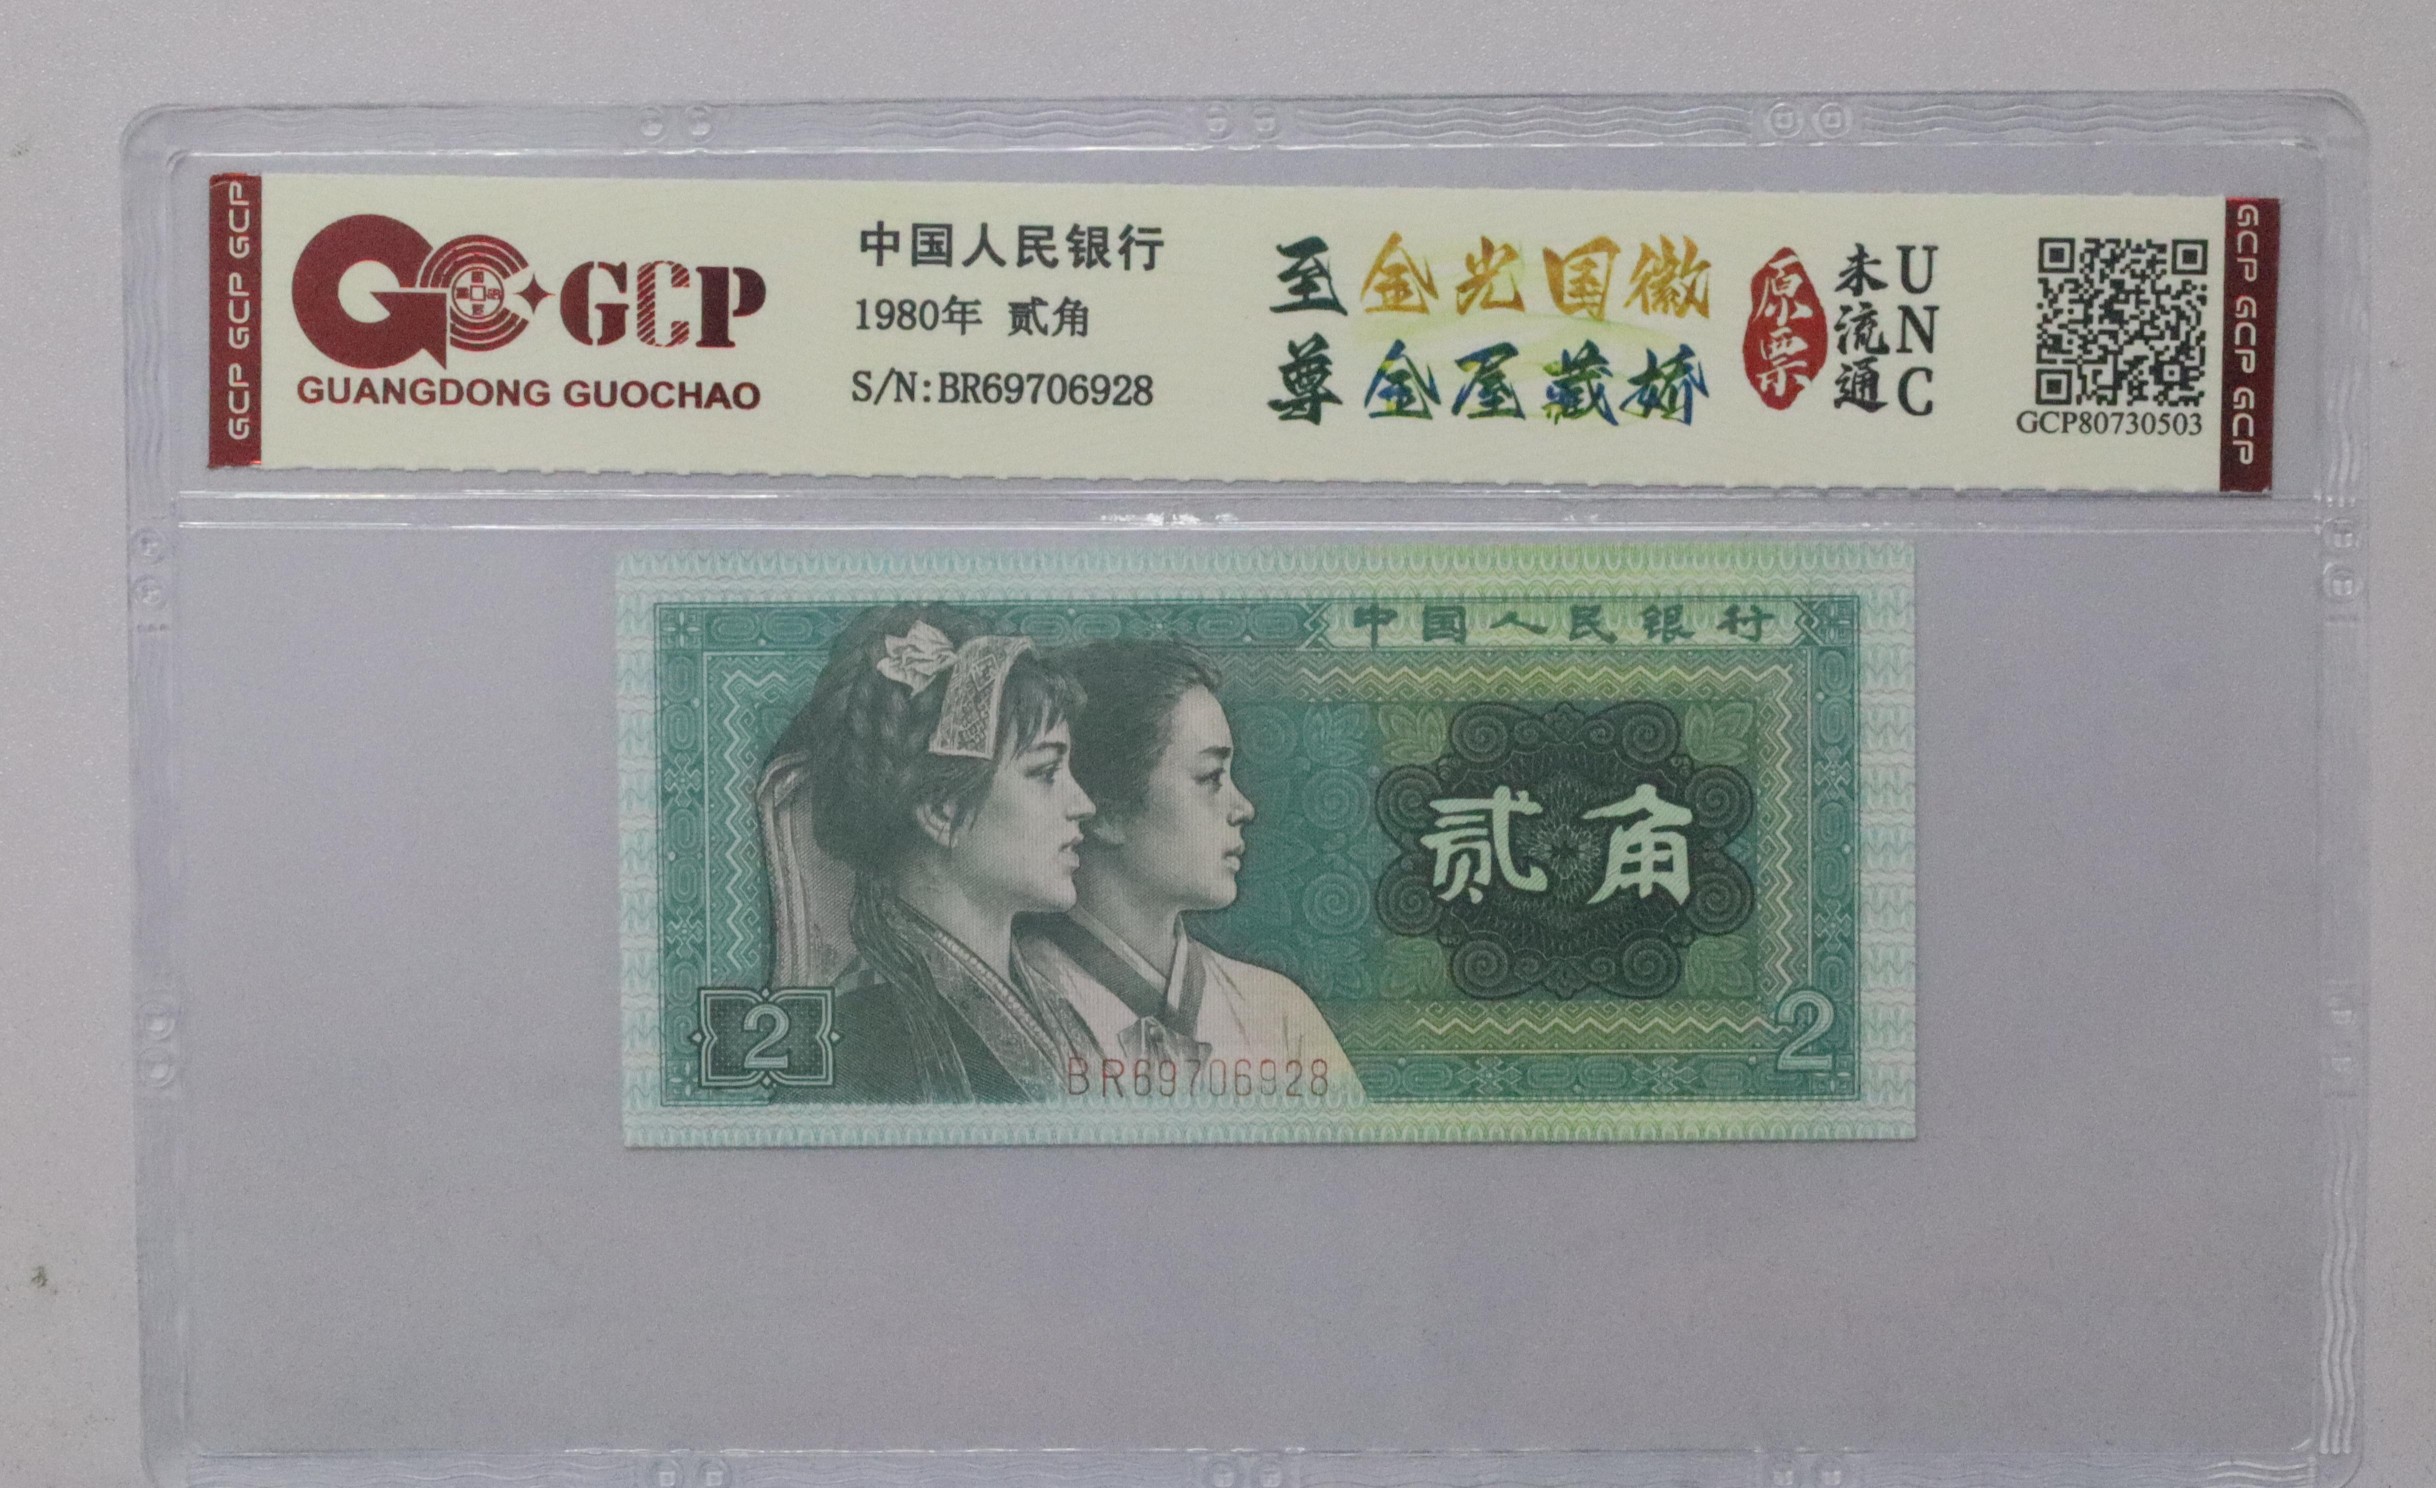 GCP GCP GCP
GCP
GUANGDONG GUOCHAO
中国人民银行
1980年 贰角
S/N:BR69706928
至尊
金光国徽
金屋藏娇
原票
未流通
UNC
GCP80730503
GCP GCP GCP
中国人民银行
贰角
2
2
BR69706928